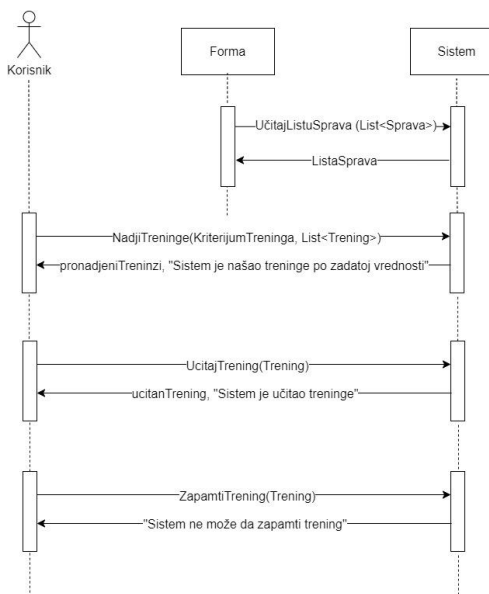 Korisnik
Forma
Sistem
UčitajListuSprava (List<Sprava>)
ListaSprava
NadjiTreninge(KriterijumTreninga, List<Trening>)
pronadjeniTreninzi, "Sistem je našao treninge po zadatoj vrednosti"
UcitajTrening(Trening)
ucitanTrening, "Sistem je učitao treninge"
ZapamtiTrening(Trening)
"Sistem ne može da zapamti trening"